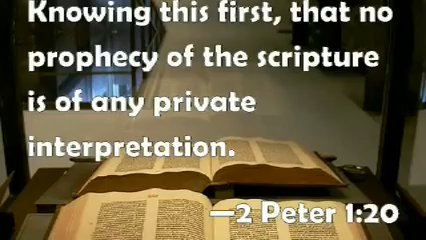 Knowing this first, that no
prophecy of the scripture
is of any private
interpretation.
—2 Peter 1:20